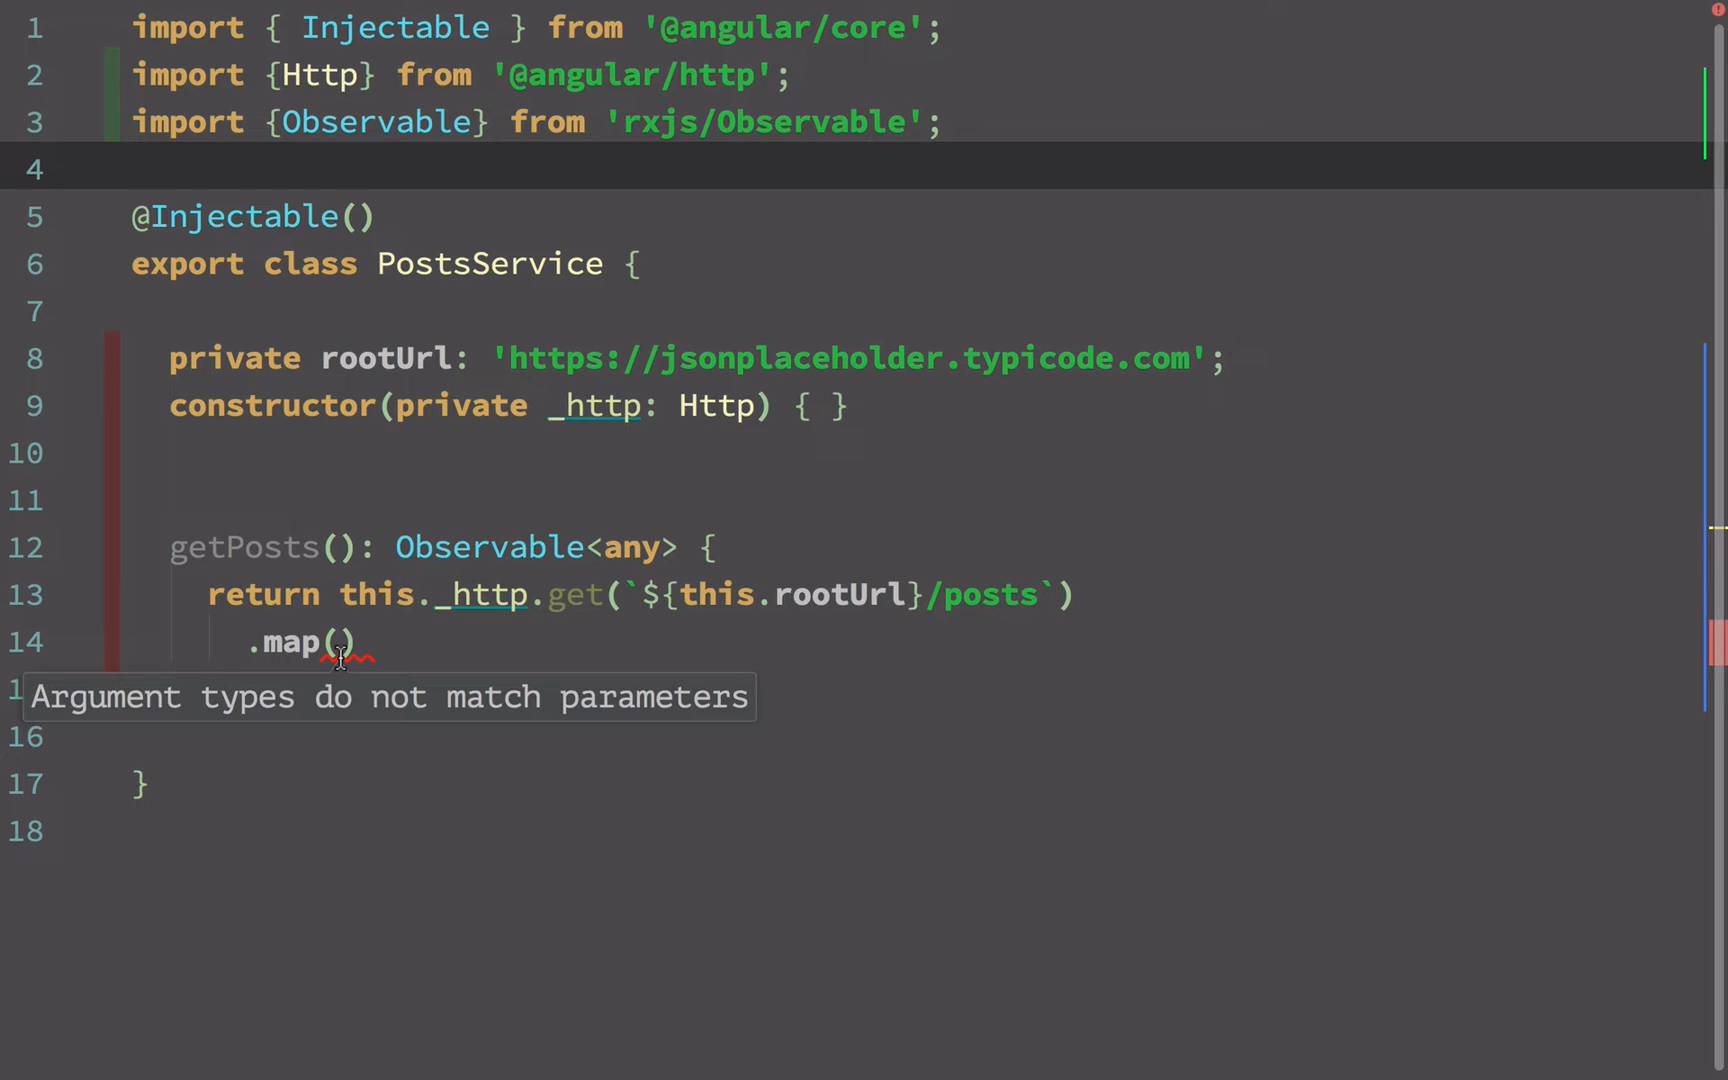 1 import { Injectable } from '@angular/core';
2 import {Http} from '@angular/http';
3 import {Observable} from 'rxjs/Observable';
4
5 @Injectable()
6 export class PostsService {
7
8 private rootUrl: 'https://jsonplaceholder.typicode.com';
9 constructor(private _http: Http) { }
10
11
12 getPosts(): Observable<any> {
13 return this._http.get(`${this.rootUrl}/posts`)
14 .map()
1 Argument types do not match parameters
16
17 }
18